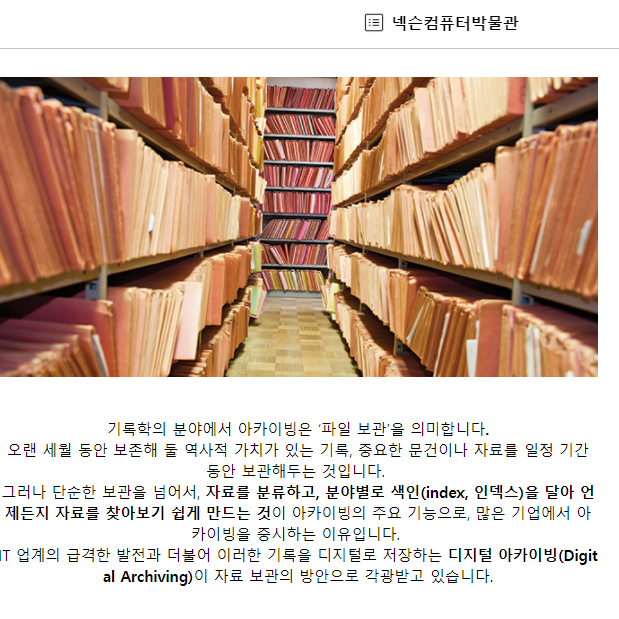 넥슨컴퓨터박물관
기록학의 분야에서 아카이빙은 '파일 보관'을 의미합니다.
오랜 세월 동안 보존해 둘 역사적 가치가 있는 기록, 중요한 문건이나 자료를 일정 기간
동안 보관해두는 것입니다.
그러나 단순한 보관을 넘어서, 자료를 분류하고, 분야별로 색인(index, 인덱스)을 달아 언
제든지 자료를 찾아보기 쉽게 만드는 것이 아카이빙의 주요 기능으로, 많은 기업에서 아
카이빙을 중시하는 이유입니다.
IT 업계의 급격한 발전과 더불어 이러한 기록을 디지털로 저장하는 디지털 아카이빙(Digit
al Archiving)이 자료 보관의 방안으로 각광받고 있습니다.